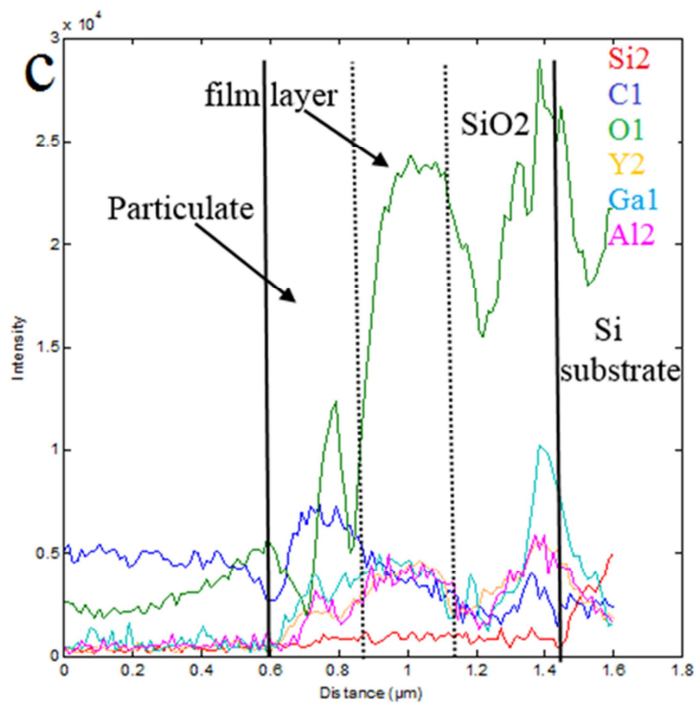 × 10⁴
3
c
film layer
SiO2
Si2
C1
O1
Y2
Ga1
Al2
2.5
Particulate
2
1.5
Si
substrate
Intensity
1
0.5
0
0 0.2 0.4 0.6 0.8 1 1.2 1.4 1.6 1.8
Distance (µm)